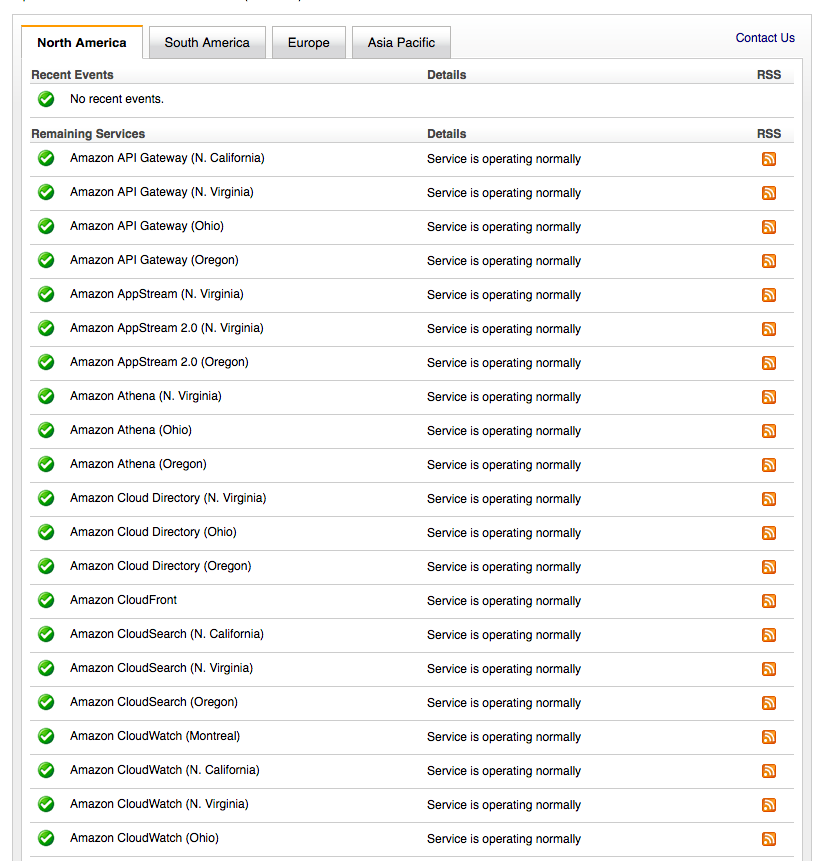 North America South America Europe Asia Pacific Contact Us
Recent Events Details RSS
No recent events.
Remaining Services Details RSS
Amazon API Gateway (N. California) Service is operating normally
Amazon API Gateway (N. Virginia) Service is operating normally
Amazon API Gateway (Ohio) Service is operating normally
Amazon API Gateway (Oregon) Service is operating normally
Amazon AppStream (N. Virginia) Service is operating normally
Amazon AppStream 2.0 (N. Virginia) Service is operating normally
Amazon AppStream 2.0 (Oregon) Service is operating normally
Amazon Athena (N. Virginia) Service is operating normally
Amazon Athena (Ohio) Service is operating normally
Amazon Athena (Oregon) Service is operating normally
Amazon Cloud Directory (N. Virginia) Service is operating normally
Amazon Cloud Directory (Ohio) Service is operating normally
Amazon Cloud Directory (Oregon) Service is operating normally
Amazon CloudFront Service is operating normally
Amazon CloudSearch (N. California) Service is operating normally
Amazon CloudSearch (N. Virginia) Service is operating normally
Amazon CloudSearch (Oregon) Service is operating normally
Amazon CloudWatch (Montreal) Service is operating normally
Amazon CloudWatch (N. California) Service is operating normally
Amazon CloudWatch (N. Virginia) Service is operating normally
Amazon CloudWatch (Ohio) Service is operating normally